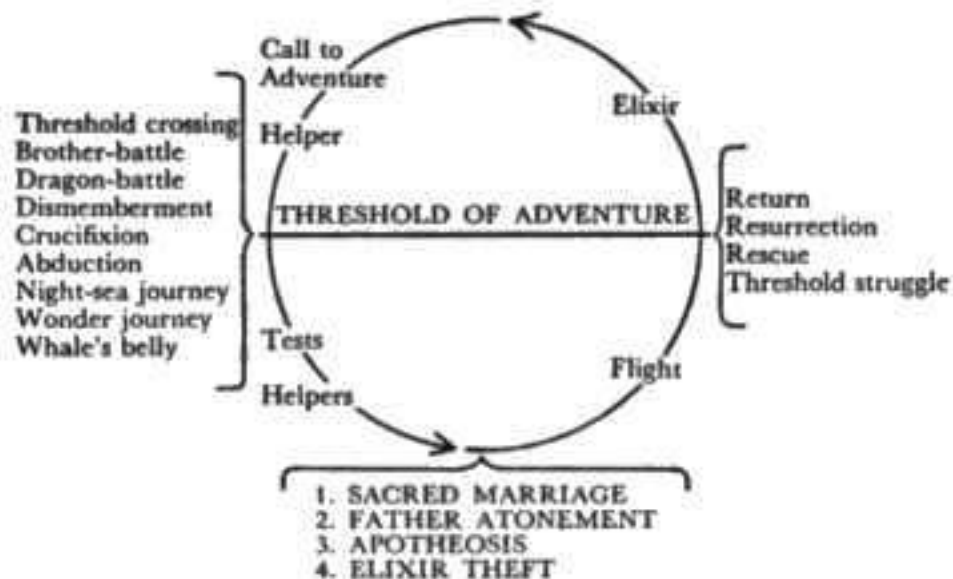 Call to
Adventure
Helper
Elixir
Threshold crossing
Brother-battle
Dragon-battle
Dismemberment
Crucifixion
Abduction
Night-sea journey
Wonder journey
Whale's belly
THRESHOLD OF ADVENTURE
Return
Resurrection
Rescue
Threshold struggle
Tests
Helpers
Flight
1. SACRED MARRIAGE
2. FATHER ATONEMENT
3. APOTHEOSIS
4. ELIXIR THEFT